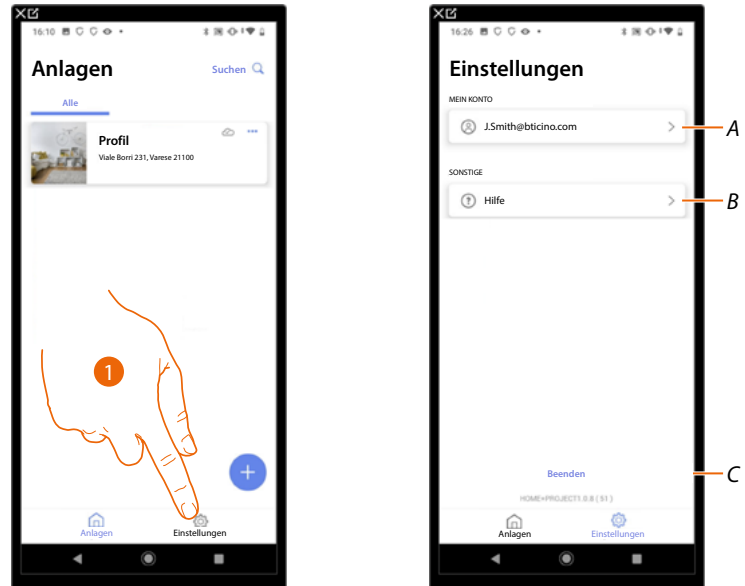 16:10
Anlagen
Suchen
Alle
Profil
Viale Borri 231, Varese 21100
1
+
Anlagen
Einstellungen
16:26
Einstellungen
MEIN KONTO
J.Smith@bticino.com
A
SONSTIGE
? Hilfe
B
Beenden
C
HOME+PROJECT1.0.8 ( 51 )
Anlagen
Einstellungen